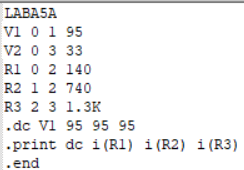 LABA5A
V1 0 1 95
V2 0 3 33
R1 0 2 140
R2 1 2 740
R3 2 3 1.3K
.dc V1 95 95 95
.print dc i(R1) i(R2) i(R3)
.end